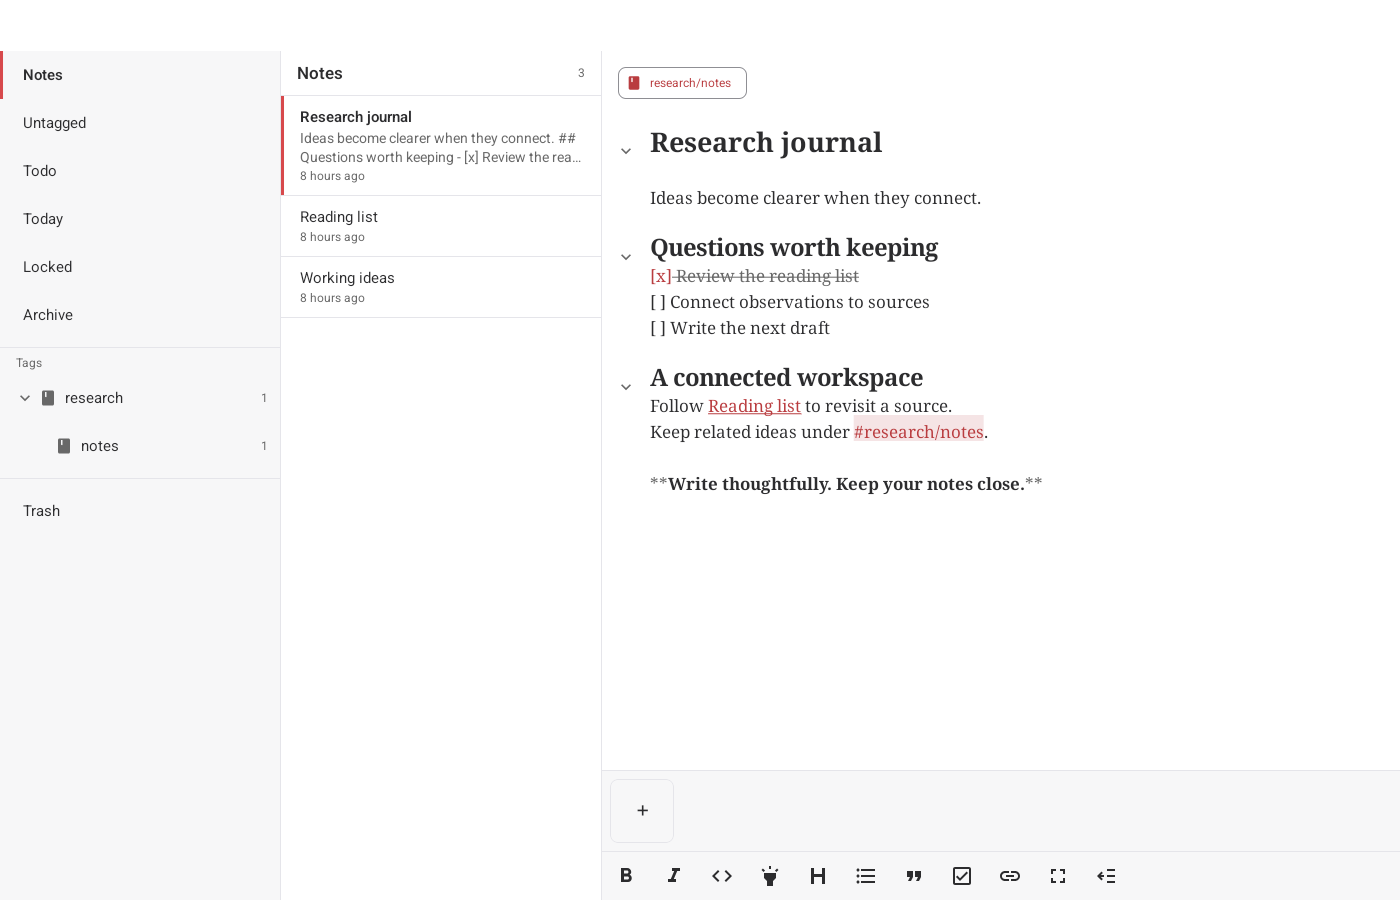 Notes
Untagged
Todo
Today
Locked
Archive
Tags
research 1
notes 1
Trash
Notes 3
Research journal
Ideas become clearer when they connect. ##
Questions worth keeping - [x] Review the rea...
8 hours ago
Reading list
8 hours ago
Working ideas
8 hours ago
research/notes
Research journal
Ideas become clearer when they connect.
Questions worth keeping
[x] Review the reading list
[ ] Connect observations to sources
[ ] Write the next draft
A connected workspace
Follow Reading list to revisit a source.
Keep related ideas under #research/notes.
**Write thoughtfully. Keep your notes close.**